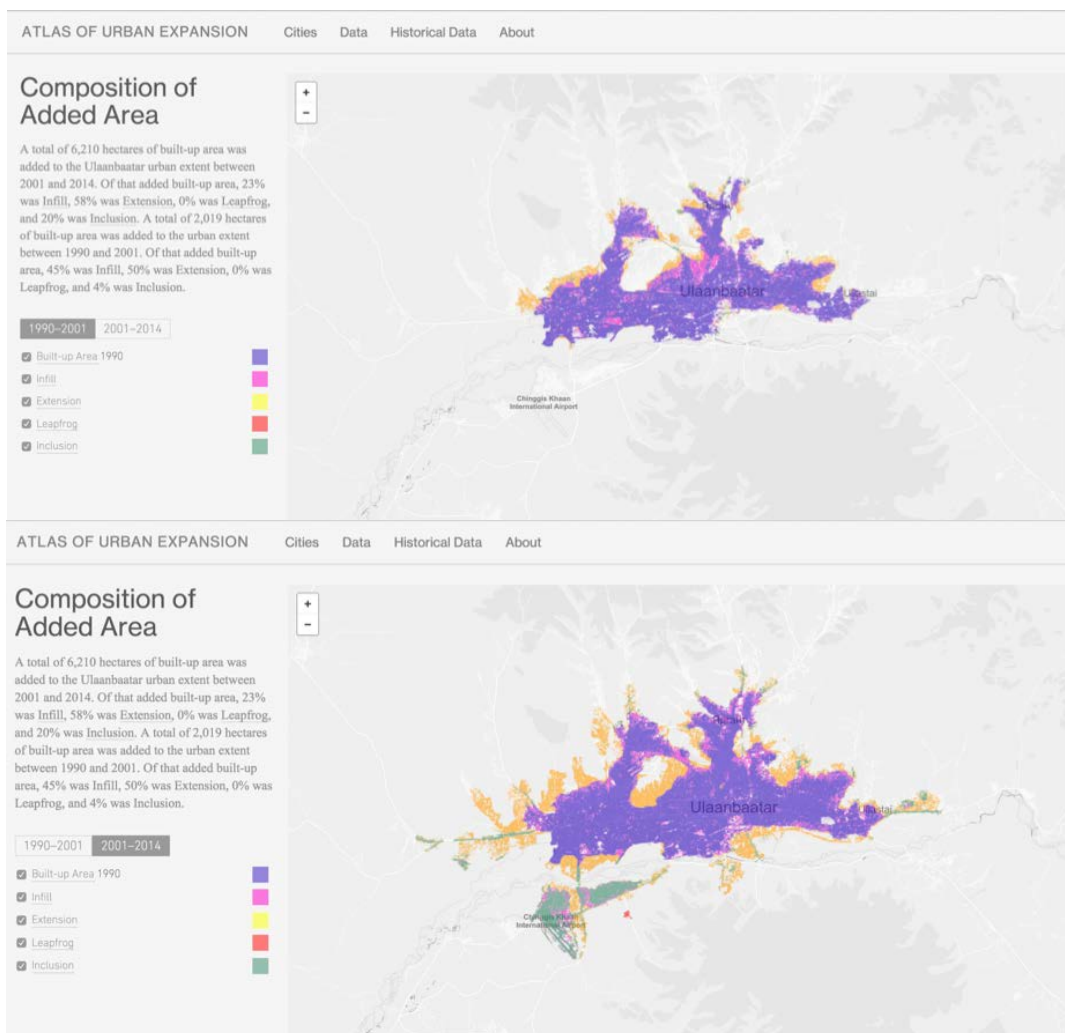 ATLAS OF URBAN EXPANSION Cities Data Historical Data About
Composition of
Added Area
A total of 6,210 hectares of built-up area was
added to the Ulaanbaatar urban extent between
2001 and 2014. Of that added built-up area, 23%
was Infill, 58% was Extension, 0% was Leapfrog,
and 20% was Inclusion. A total of 2,019 hectares
of built-up area was added to the urban extent
between 1990 and 2001. Of that added built-up
area, 45% was Infill, 50% was Extension, 0% was
Leapfrog, and 4% was Inclusion.
1990–2001 2001–2014
Built-up Area 1990
Infill
Extension
Leapfrog
Inclusion
+
−
Ulaanbaatar
Chinggis Khaan
International Airport
ATLAS OF URBAN EXPANSION Cities Data Historical Data About
Composition of
Added Area
A total of 6,210 hectares of built-up area was
added to the Ulaanbaatar urban extent between
2001 and 2014. Of that added built-up area, 23%
was Infill, 58% was Extension, 0% was Leapfrog,
and 20% was Inclusion. A total of 2,019 hectares
of built-up area was added to the urban extent
between 1990 and 2001. Of that added built-up
area, 45% was Infill, 50% was Extension, 0% was
Leapfrog, and 4% was Inclusion.
1990–2001 2001–2014
Built-up Area 1990
Infill
Extension
Leapfrog
Inclusion
+
−
Ulaanbaatar
Chinggis Khaan
International Airport